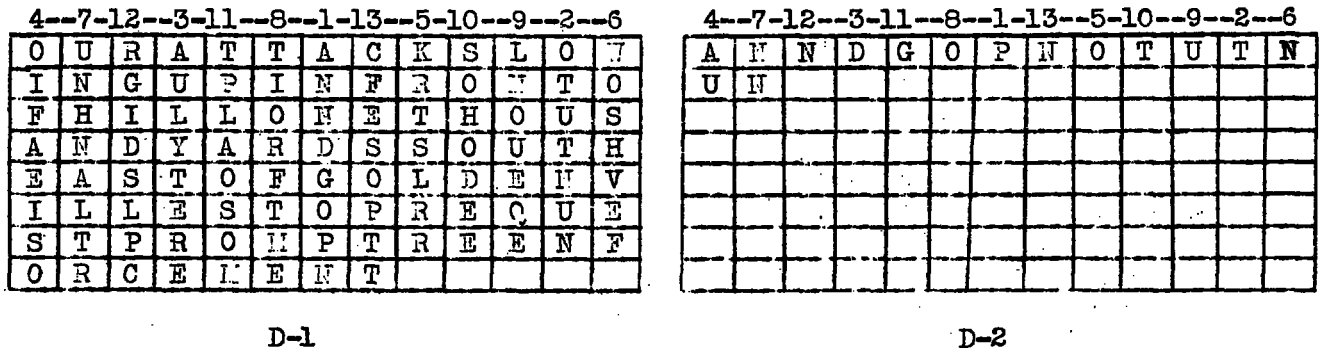 4--7-12--3-11--8--1-13--5-10--9--2--6
O U R A T T A C K S L O W
I N G U P I N F R O N T O
F H I L L O N E T H O U S
A N D Y A R D S S O U T H
E A S T O F G O L D E N V
I L L E S T O P R E Q U E
S T P R O M P T R E E N F
O R C E M E N T
D-1
4--7-12--3-11--8--1-13--5-10--9--2--6
A N N D G O P N O T U T N
U N
D-2